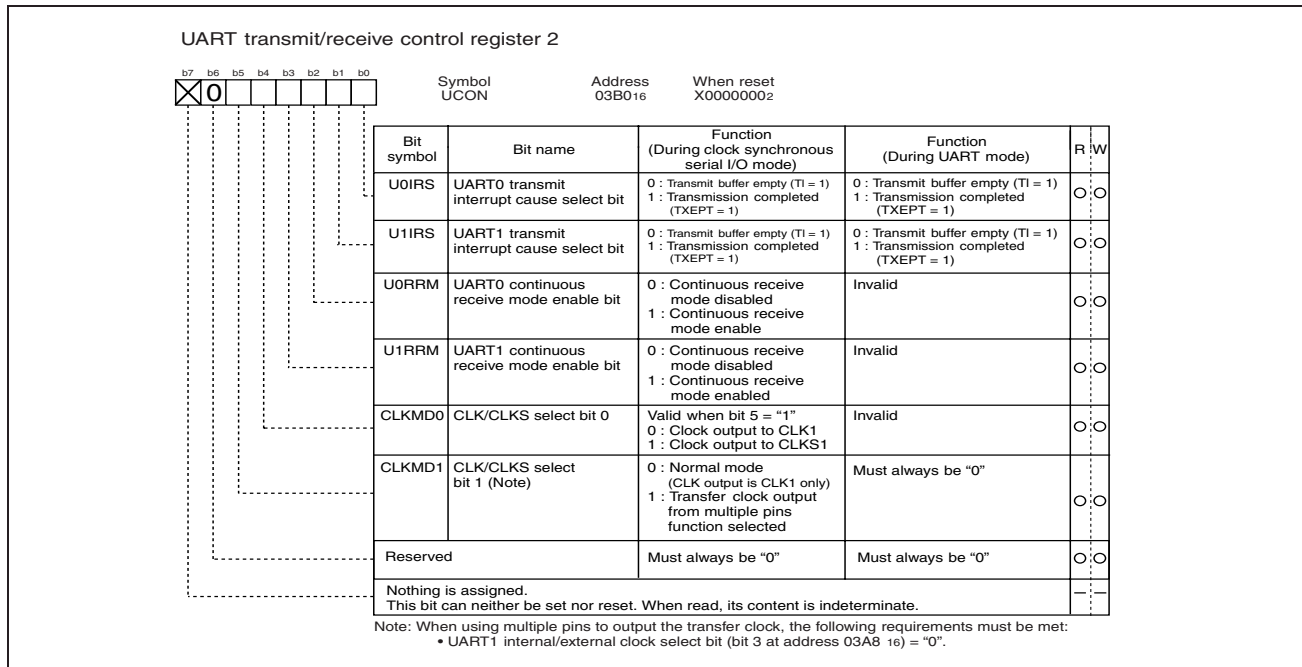 UART transmit/receive control register 2
b7 b6 b5 b4 b3 b2 b1 b0
0
Symbol Address When reset
UCON 03B016 X00000002
Bit symbol
Bit name
Function
(During clock synchronous
serial I/O mode)
Function
(During UART mode)
R W
U0IRS
UART0 transmit
interrupt cause select bit
0 : Transmit buffer empty (TI = 1)
1 : Transmission completed
(TXEPT = 1)
0 : Transmit buffer empty (TI = 1)
1 : Transmission completed
(TXEPT = 1)
U1IRS
UART1 transmit
interrupt cause select bit
0 : Transmit buffer empty (TI = 1)
1 : Transmission completed
(TXEPT = 1)
0 : Transmit buffer empty (TI = 1)
1 : Transmission completed
(TXEPT = 1)
U0RRM
UART0 continuous
receive mode enable bit
0 : Continuous receive
mode disabled
1 : Continuous receive
mode enable
Invalid
U1RRM
UART1 continuous
receive mode enable bit
0 : Continuous receive
mode disabled
1 : Continuous receive
mode enabled
Invalid
CLKMD0
CLK/CLKS select bit 0
Valid when bit 5 = “1”
0 : Clock output to CLK1
1 : Clock output to CLKS1
Invalid
CLKMD1
CLK/CLKS select
bit 1 (Note)
0 : Normal mode
(CLK output is CLK1 only)
1 : Transfer clock output
from multiple pins
function selected
Must always be “0”
Reserved
Must always be “0”
Must always be “0”
Nothing is assigned.
This bit can neither be set nor reset. When read, its content is indeterminate.
Note: When using multiple pins to output the transfer clock, the following requirements must be met:
• UART1 internal/external clock select bit (bit 3 at address 03A8 16) = “0”.